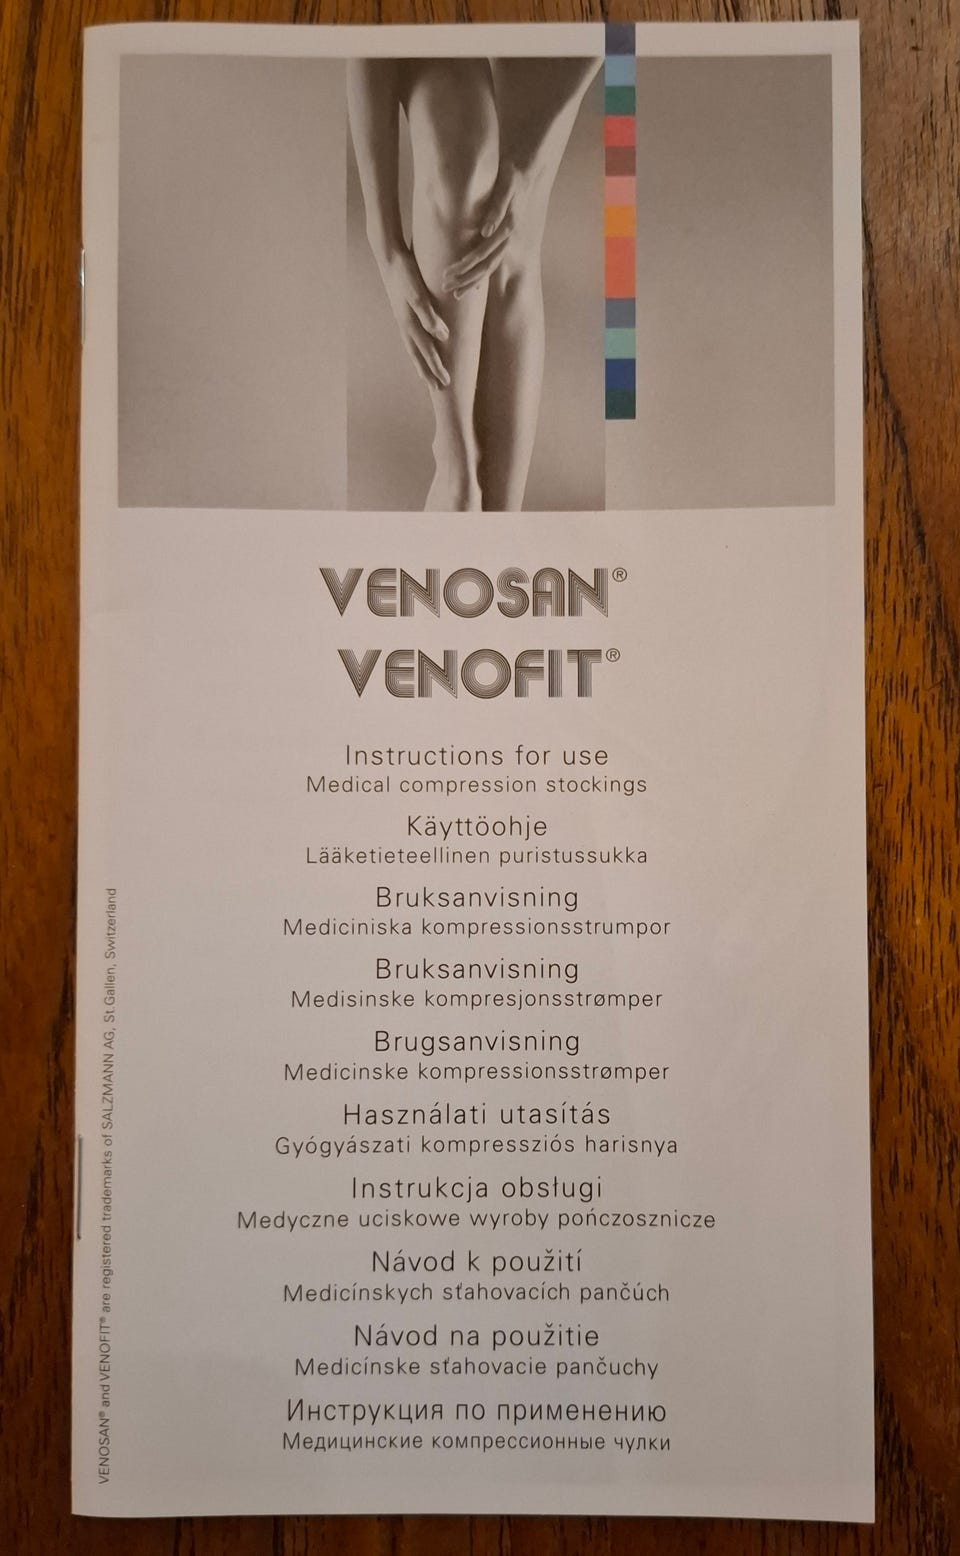 VENOSAN®
VENOFIT®
Instructions for use
Medical compression stockings
Käyttöohje
Lääketieteellinen puristussukka
Bruksanvisning
Mediciniska kompressionsstrumpor
Bruksanvisning
Medisinske kompresjonsstrømper
Brugsanvisning
Medicinske kompressionsstrømper
Használati utasítás
Gyógyászati kompressziós harisnya
Instrukcja obsługi
Medyczne uciskowe wyroby pończosznicze
Návod k použití
Medicínskych sťahovacích pančúch
Návod na použitie
Medicínske sťahovacie pančuchy
Инструкция по применению
Медицинские компрессионные чулки
VENOSAN® and VENOFIT® are registered trademarks of SALZMANN AG, St.Gallen, Switzerland